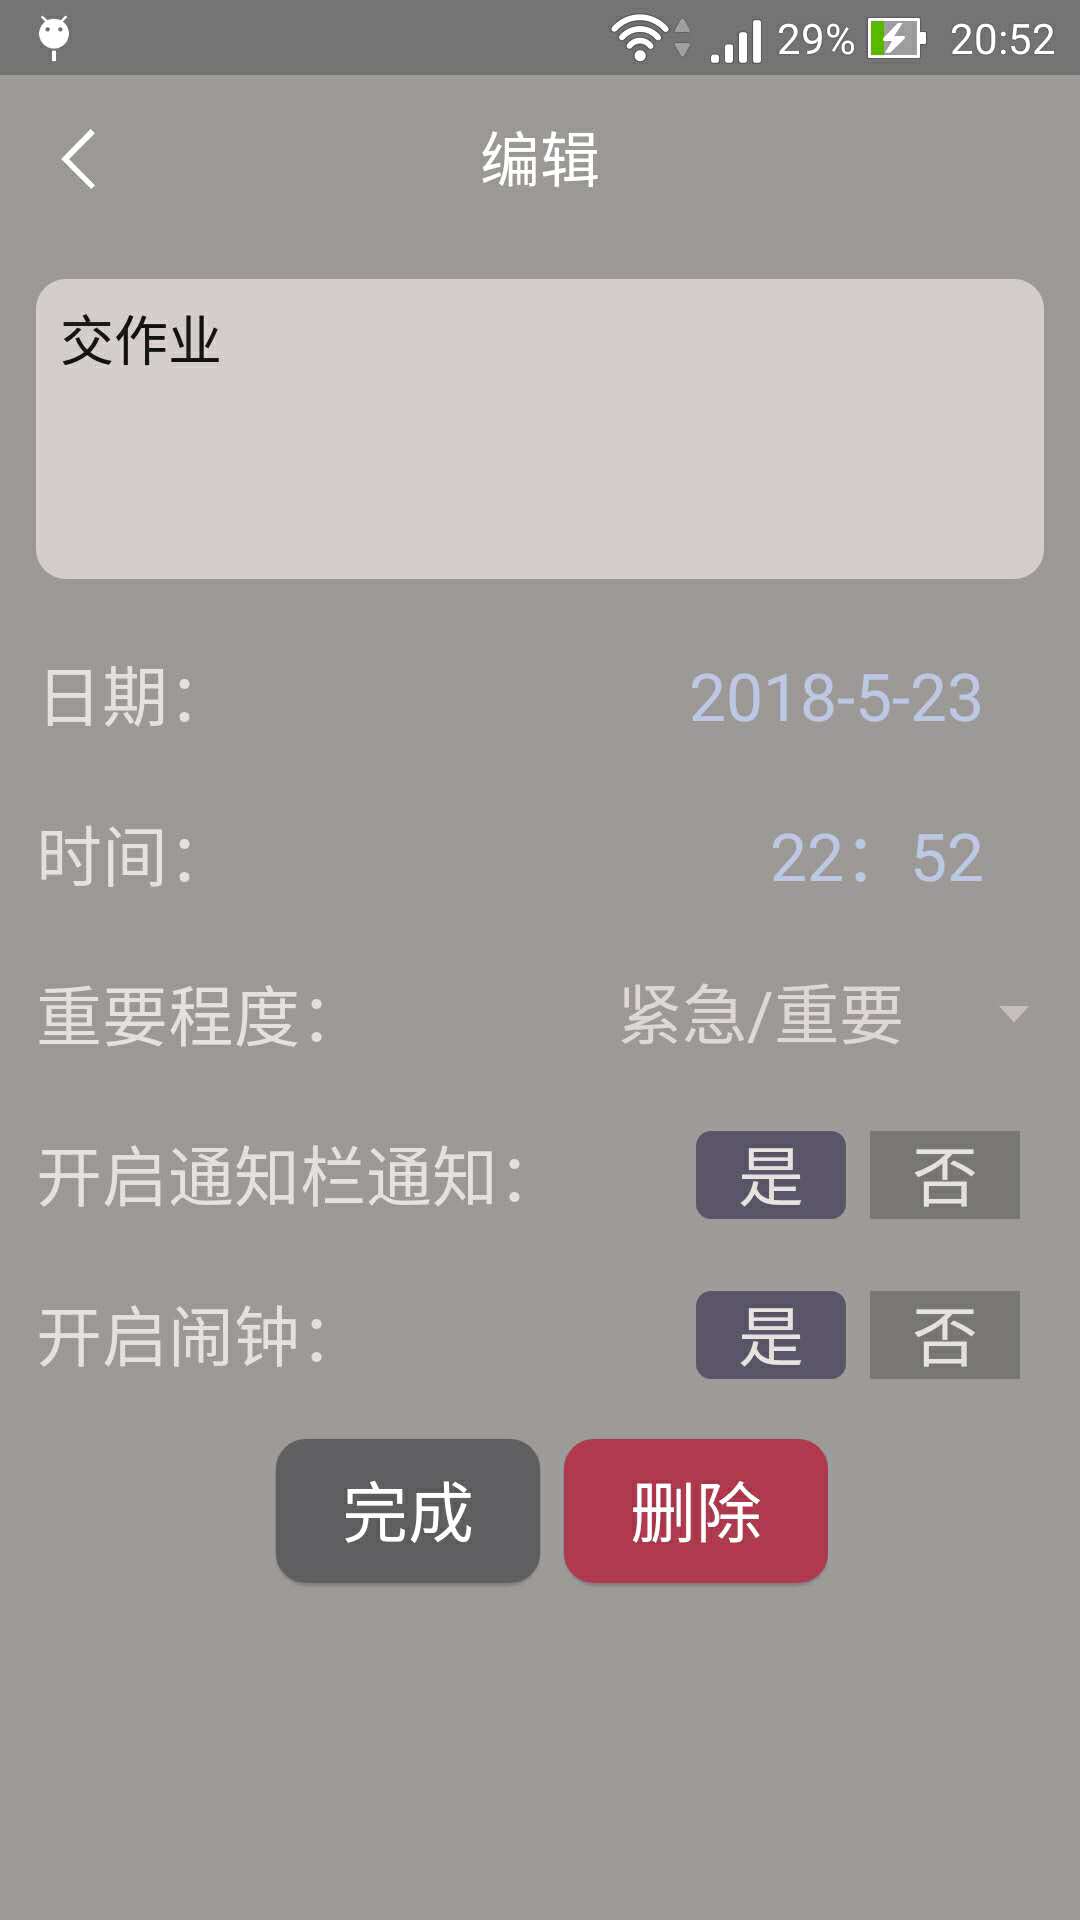 29% 20:52
编辑
交作业
日期： 2018-5-23
时间： 22：52
重要程度： 紧急/重要
开启通知栏通知： 是 否
开启闹钟： 是 否
完成 删除